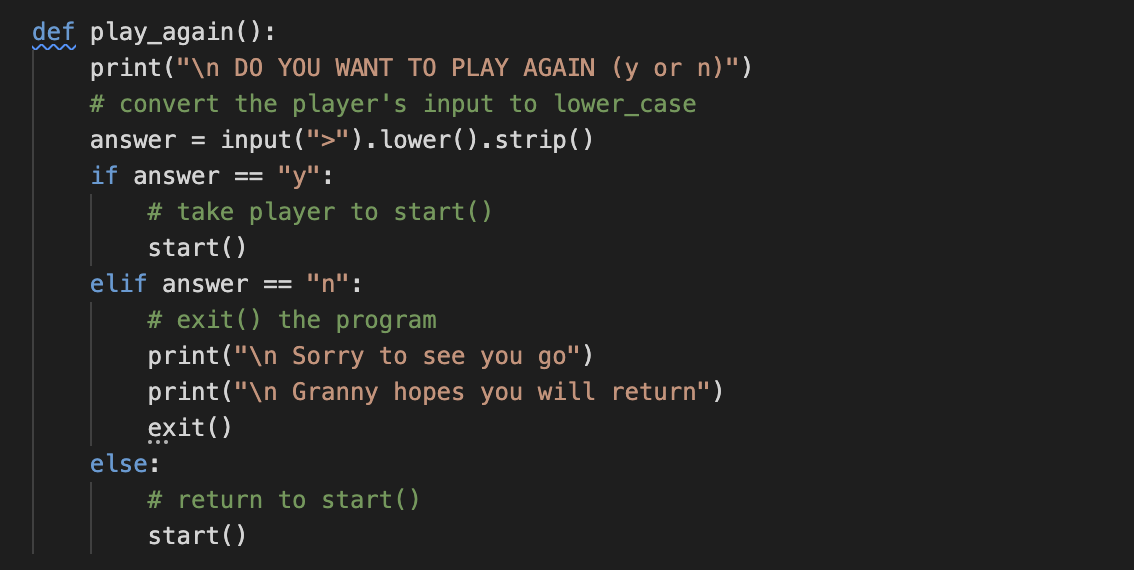 def play_again():
    print("\n DO YOU WANT TO PLAY AGAIN (y or n)")
    # convert the player's input to lower_case
    answer = input(">").lower().strip()
    if answer == "y":
        # take player to start()
        start()
    elif answer == "n":
        # exit() the program
        print("\n Sorry to see you go")
        print("\n Granny hopes you will return")
        exit()
    else:
        # return to start()
        start()